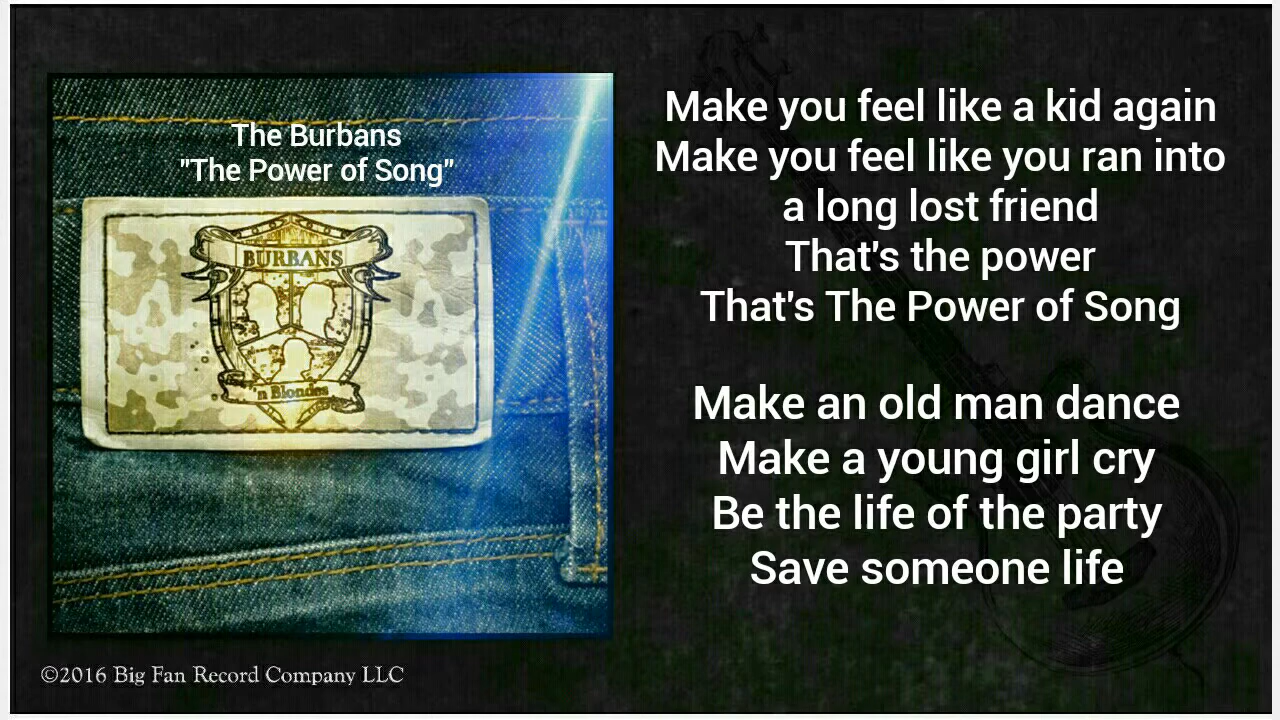 The Burbans
"The Power of Song"
BURBANS
n Blondes
©2016 Big Fan Record Company LLC
Make you feel like a kid again
Make you feel like you ran into
a long lost friend
That's the power
That's The Power of Song
Make an old man dance
Make a young girl cry
Be the life of the party
Save someone life